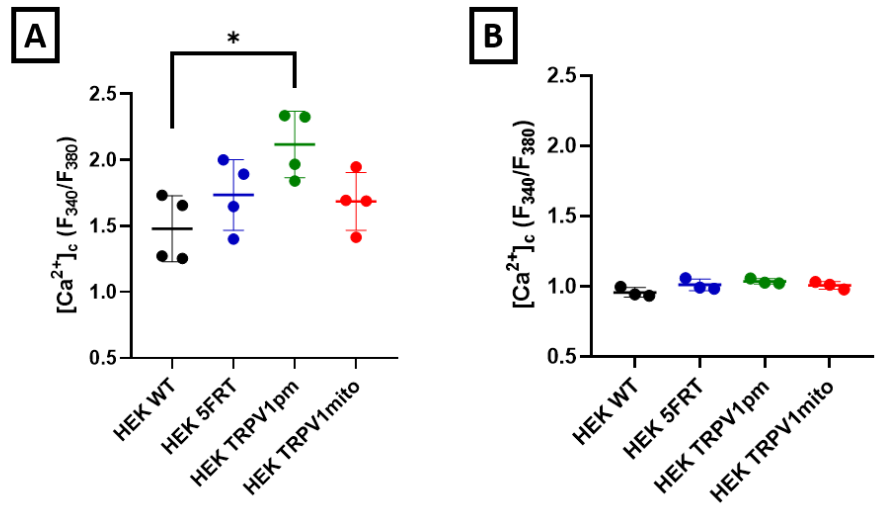 A
*
[Ca²⁺]c (F₃₄₀/F₃₈₀)
2.5
2.0
1.5
1.0
0.5
HEK WT
HEK 5FRT
HEK TRPV1pm
HEK TRPV1mito
B
[Ca²⁺]c (F₃₄₀/F₃₈₀)
2.5
2.0
1.5
1.0
0.5
HEK WT
HEK 5FRT
HEK TRPV1pm
HEK TRPV1mito